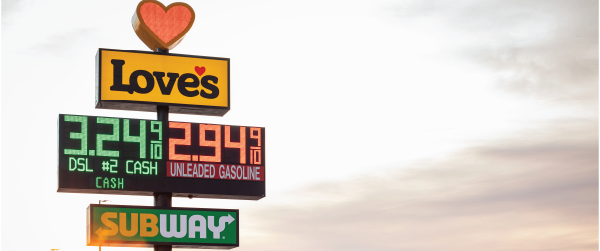 Love's
3.24 9/10 2.94 9/10
DSL #2 CASH UNLEADED GASOLINE
CASH
SUBWAY